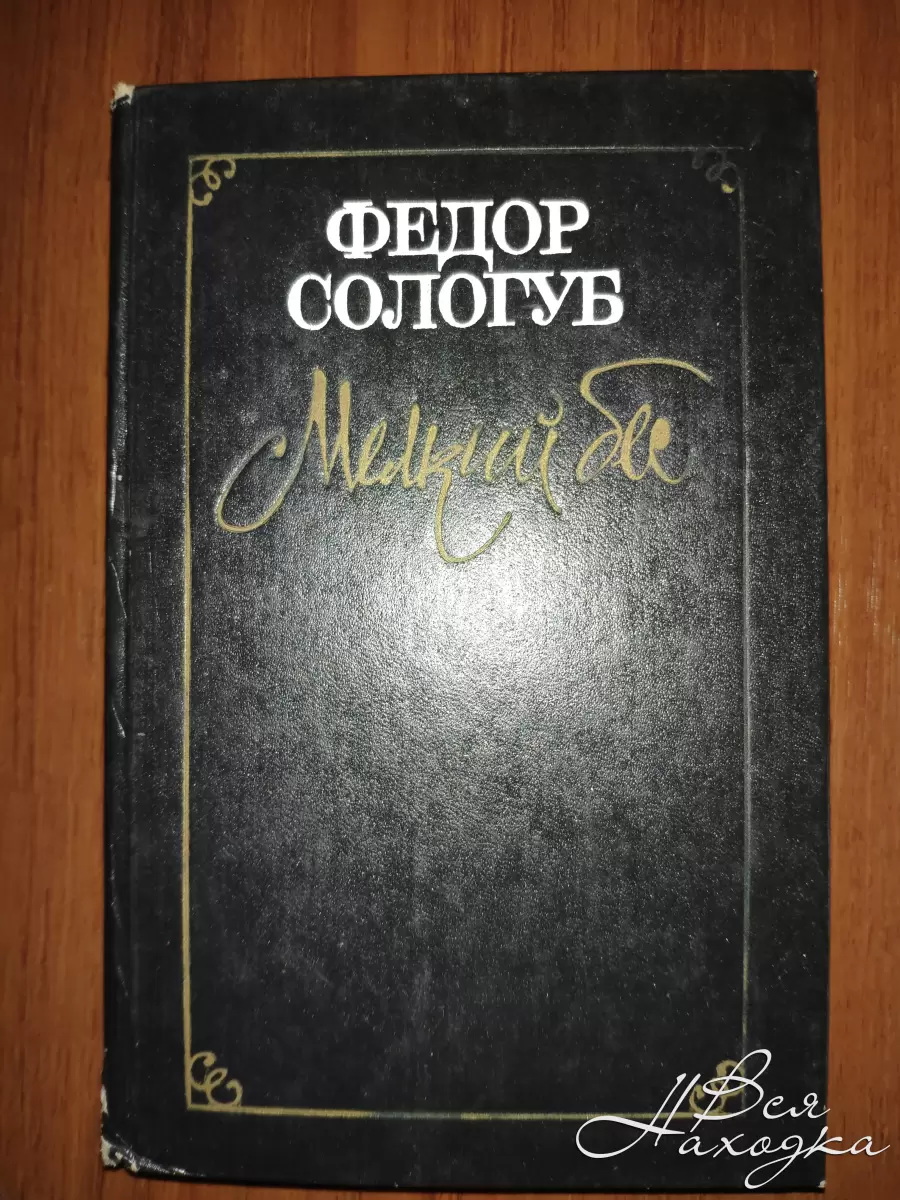 ФЕДОР
СОЛОГУБ
Мелкий бес
Вся
Находка